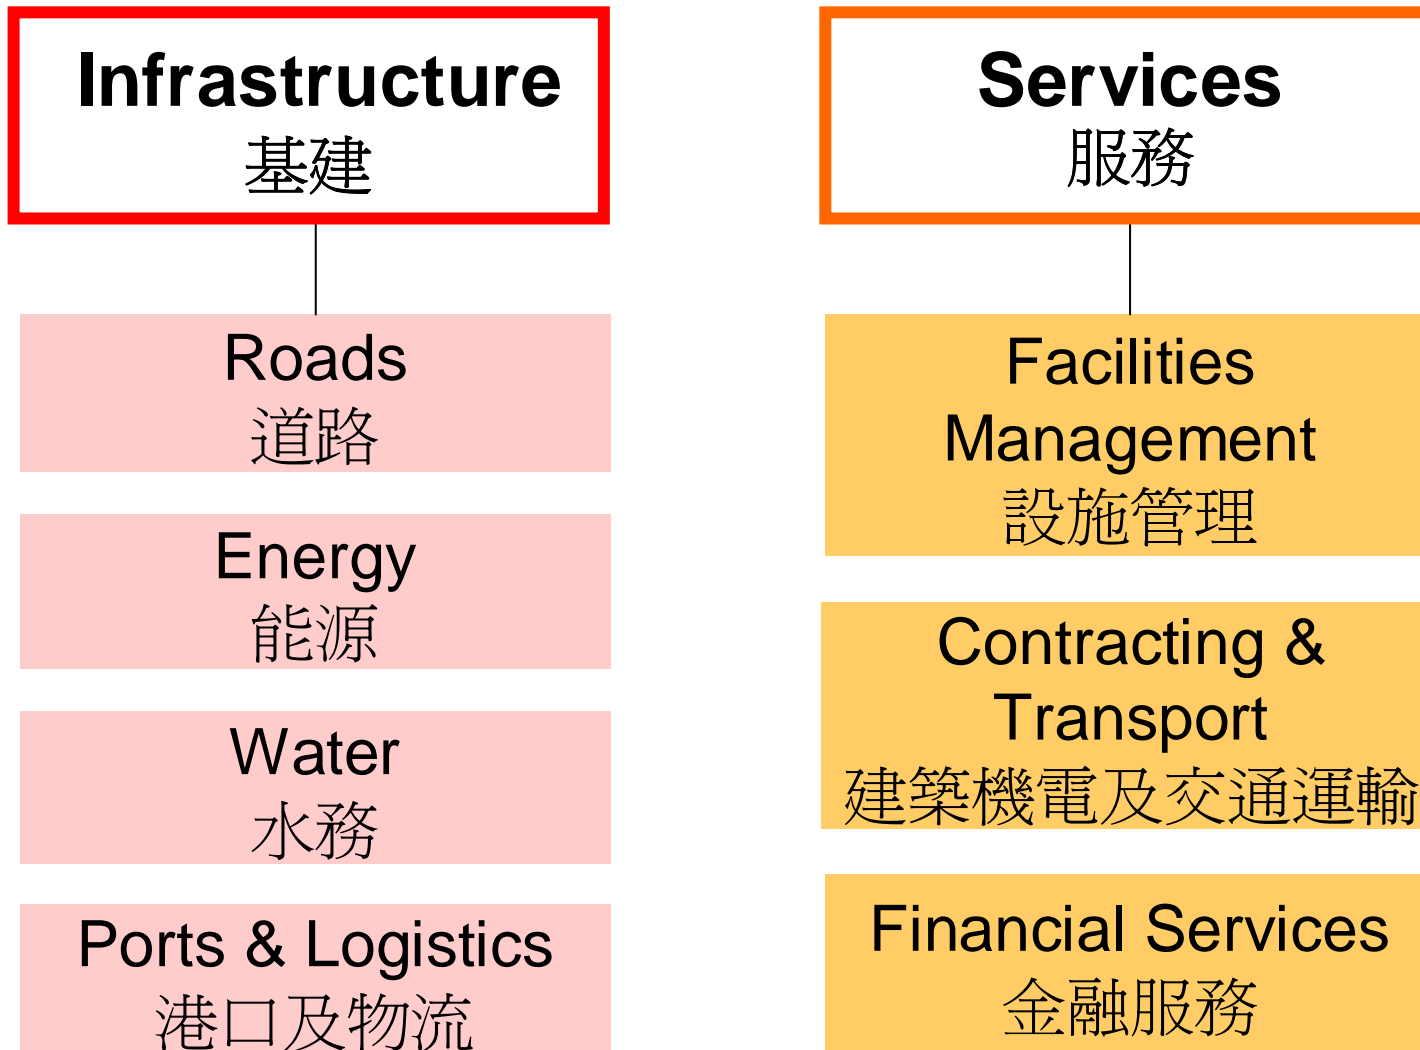 Infrastructure
基建
Roads
道路
Energy
能源
Water
水務
Ports & Logistics
港口及物流
Services
服務
Facilities
Management
設施管理
Contracting &
Transport
建築機電及交通運輸
Financial Services
金融服務